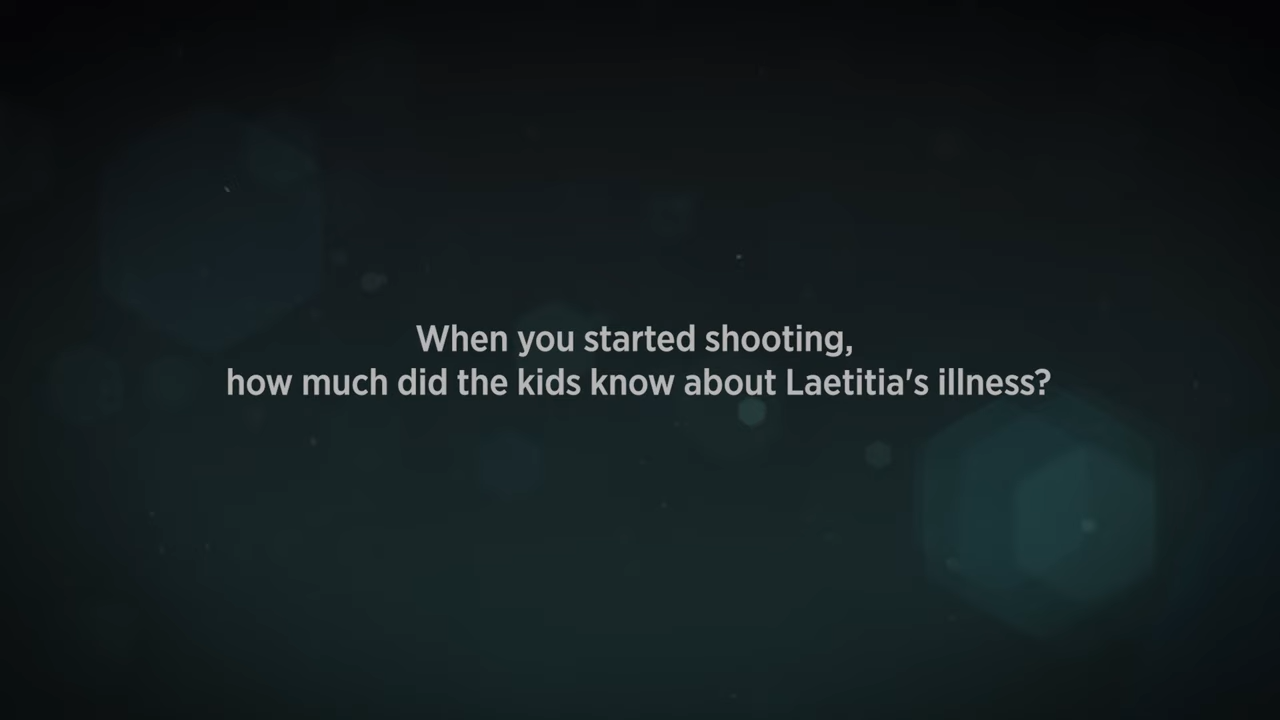 When you started shooting,
how much did the kids know about Laetitia's illness?